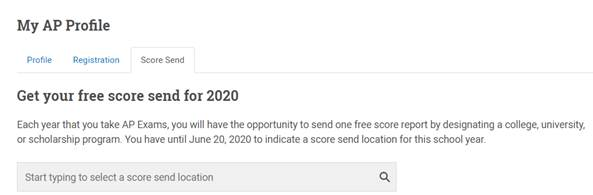 My AP Profile
Profile
Registration
Score Send
Get your free score send for 2020
Each year that you take AP Exams, you will have the opportunity to send one free score report by designating a college, university,
or scholarship program. You have until June 20, 2020 to indicate a score send location for this school year.
Start typing to select a score send location